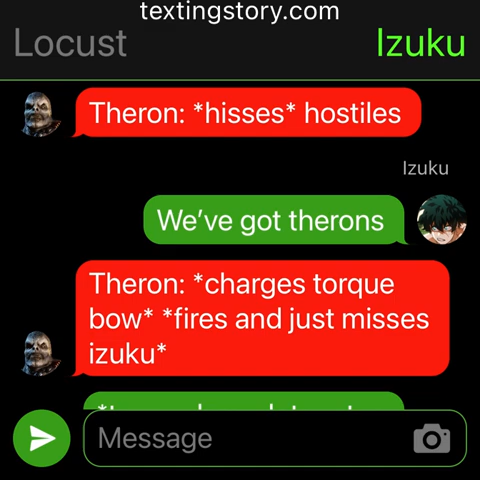 textingstory.com
Locust Izuku
Theron: *hisses* hostiles
Izuku
We've got therons
Theron: *charges torque
bow* *fires and just misses
izuku*
Message